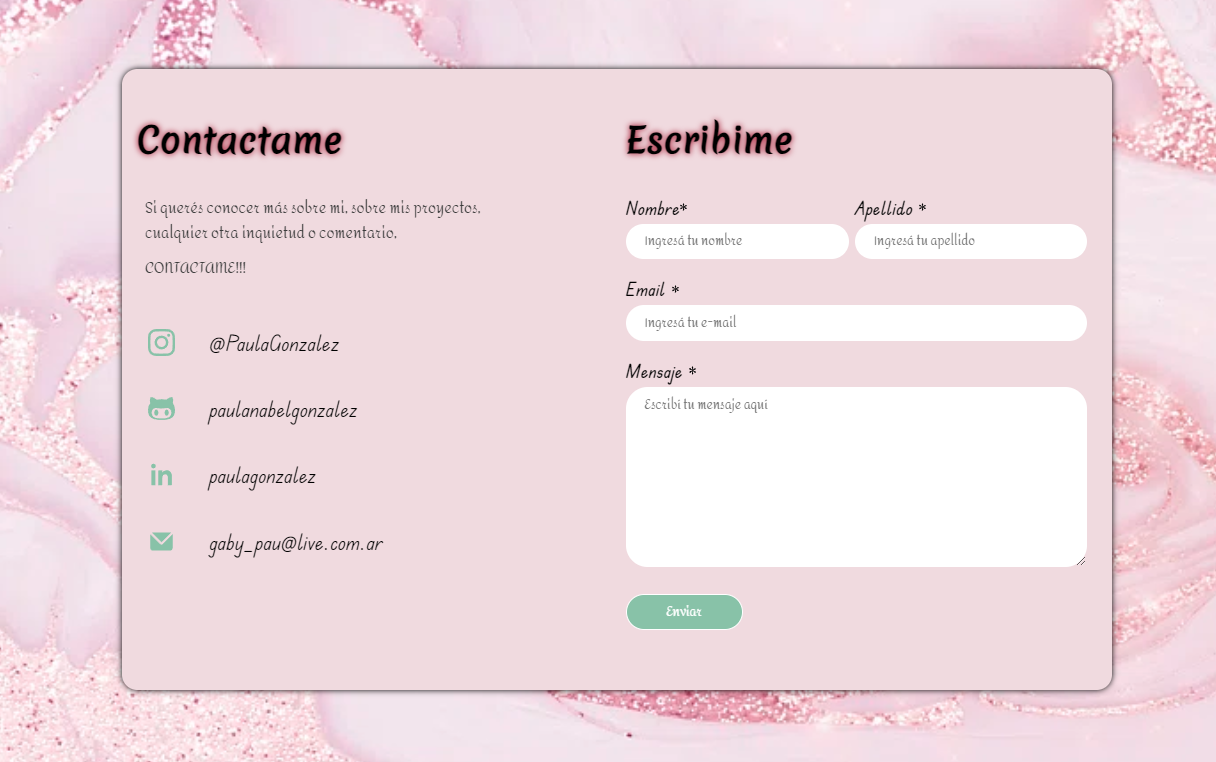 Contactame
Si querés conocer más sobre mi, sobre mis proyectos,
cualquier otra inquietud o comentario.
CONTACTAME!!!
@PaulaGonzalez
paulanabelgonzalez
paulagonzalez
gaby_pau@live.com.ar
Escribime
Nombre* Apellido *
Ingresá tu nombre Ingresá tu apellido
Email *
Ingresá tu e-mail
Mensaje *
Escribi tu mensaje aqui
Enviar